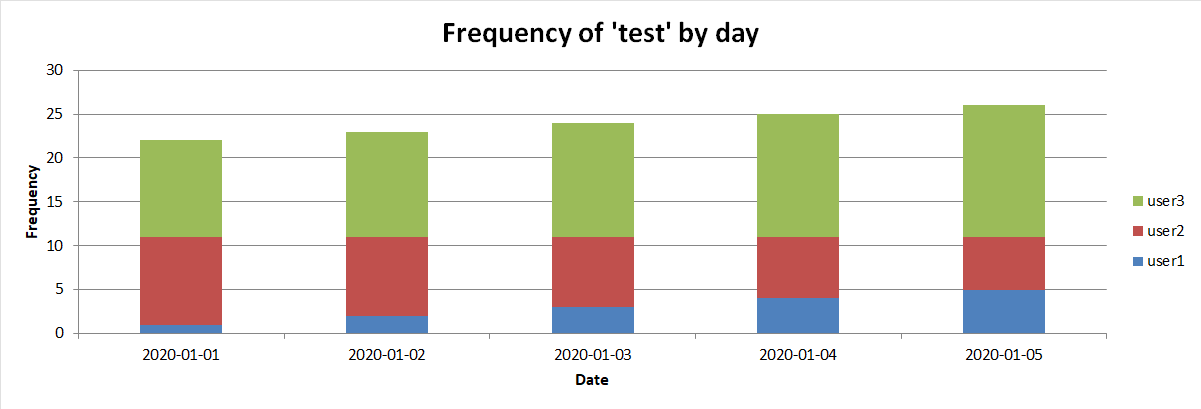 Frequency of 'test' by day
30
25
20
15
10
5
0
Frequency
2020-01-01
2020-01-02
2020-01-03
2020-01-04
2020-01-05
Date
user3
user2
user1